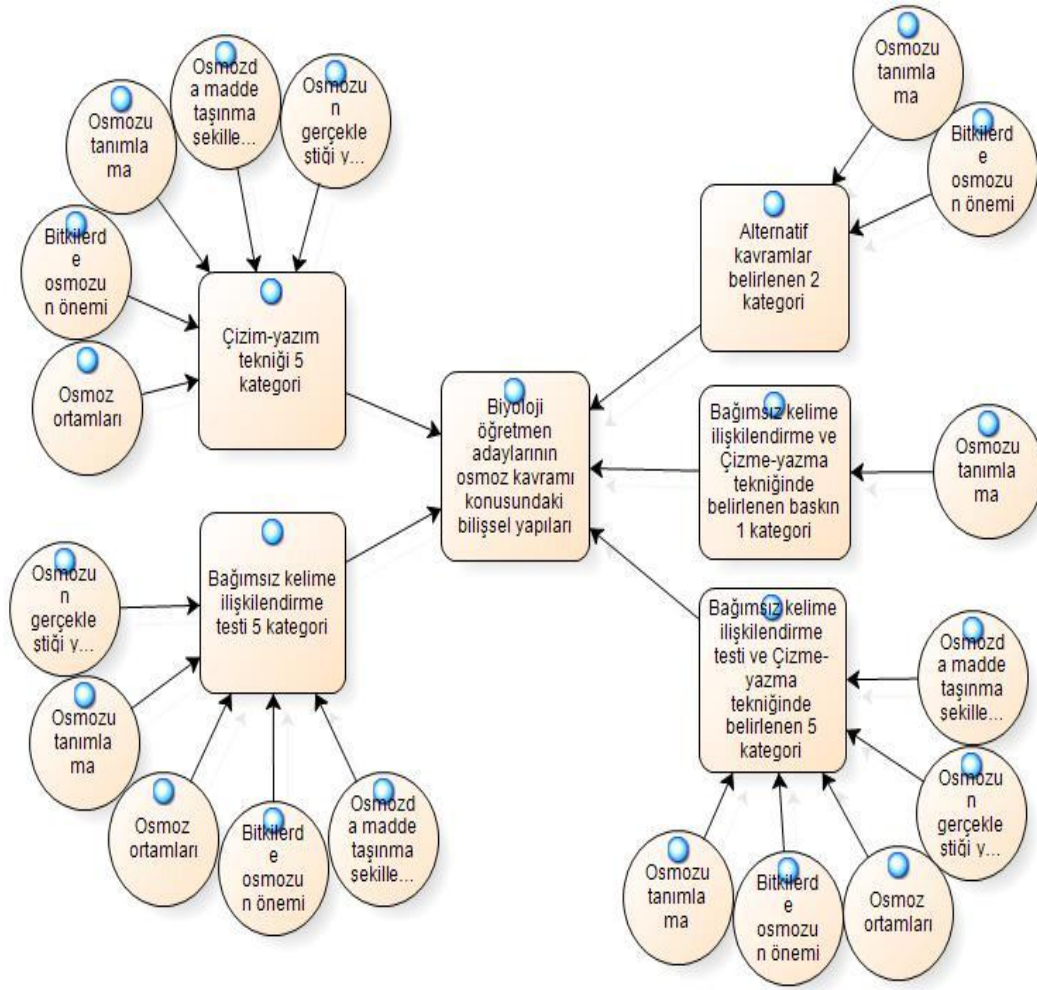 Osmozu
tanımla
ma
Osmozd
a madde
taşınma
şekille...
Osmozu
n
gerçekle
ştiği y...
Bitkilerd
e
osmozu
n önemi
Osmoz
ortamları
Çizim-yazım
tekniği 5
kategori
Osmozu
tanımla
ma
Bitkilerd
e
osmozu
n önemi
Alternatif
kavramlar
belirlenen 2
kategori
Biyoloji
öğretmen
adaylarının
osmoz kavramı
konusundaki
bilişsel yapıları
Bağımsız kelime
ilişkilendirme ve
Çizme-yazma
tekniğinde
belirlenen baskın
1 kategori
Osmozu
tanımla
ma
Bağımsız kelime
ilişkilendirme
testi 5 kategori
Osmozu
n
gerçekle
ştiği y...
Osmozu
tanımla
ma
Osmoz
ortamları
Bitkilerd
e
osmozu
n önemi
Osmozd
a madde
taşınma
şekille...
Bağımsız kelime
ilişkilendirme
testi ve Çizme-
yazma
tekniğinde
belirlenen 5
kategori
Osmozd
a madde
taşınma
şekille...
Osmozu
n
gerçekle
ştiği y...
Osmozu
tanımla
ma
Bitkilerd
e
osmozu
n önemi
Osmoz
ortamları